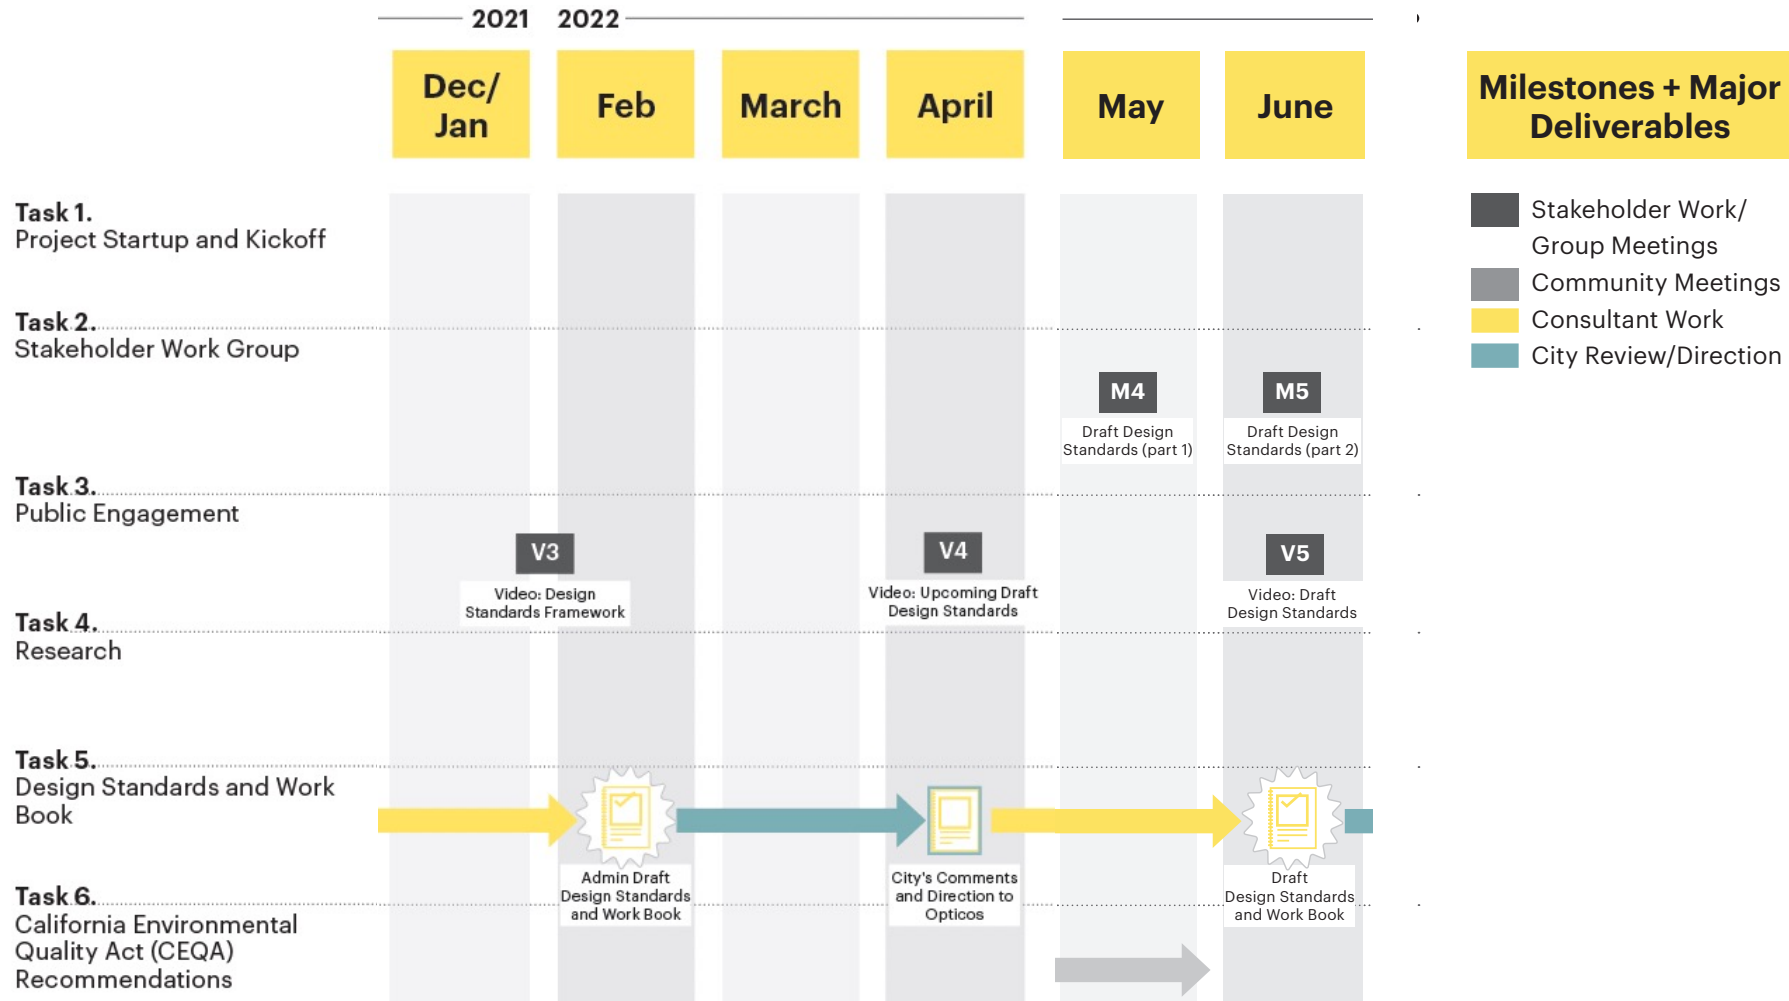 2021 2022
Dec/
Jan
Feb
March
April
May
June
Milestones + Major
Deliverables
Stakeholder Work/
Group Meetings
Community Meetings
Consultant Work
City Review/Direction
Task 1.
Project Startup and Kickoff
Task 2.
Stakeholder Work Group
M4
Draft Design
Standards (part 1)
M5
Draft Design
Standards (part 2)
Task 3.
Public Engagement
V3
Video: Design
Standards Framework
V4
Video: Upcoming Draft
Design Standards
V5
Video: Draft
Design Standards
Task 4.
Research
Task 5.
Design Standards and Work
Book
Admin Draft
Design Standards
and Work Book
City's Comments
and Direction to
Opticos
Draft
Design Standards
and Work Book
Task 6.
California Environmental
Quality Act (CEQA)
Recommendations